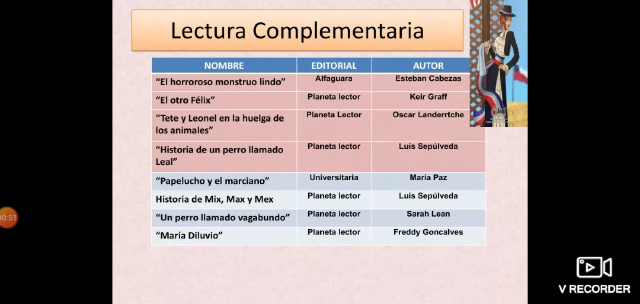 Lectura Complementaria
NOMBRE EDITORIAL AUTOR
“El horroroso monstruo lindo” Alfaguara Esteban Cabezas
“El otro Félix” Planeta lector Keir Graff
“Tete y Leonel en la huelga de los animales” Planeta Lector Oscar Landerrtche
“Historia de un perro llamado Leal” Planeta lector Luis Sepúlveda
“Papelucho y el marciano” Universitaria Maria Paz
Historia de Mix, Max y Mex Planeta lector Luis Sepúlveda
“Un perro llamado vagabundo” Planeta lector Sarah Lean
“María Diluvio” Planeta lector Freddy Goncalves
0:51
V RECORDER